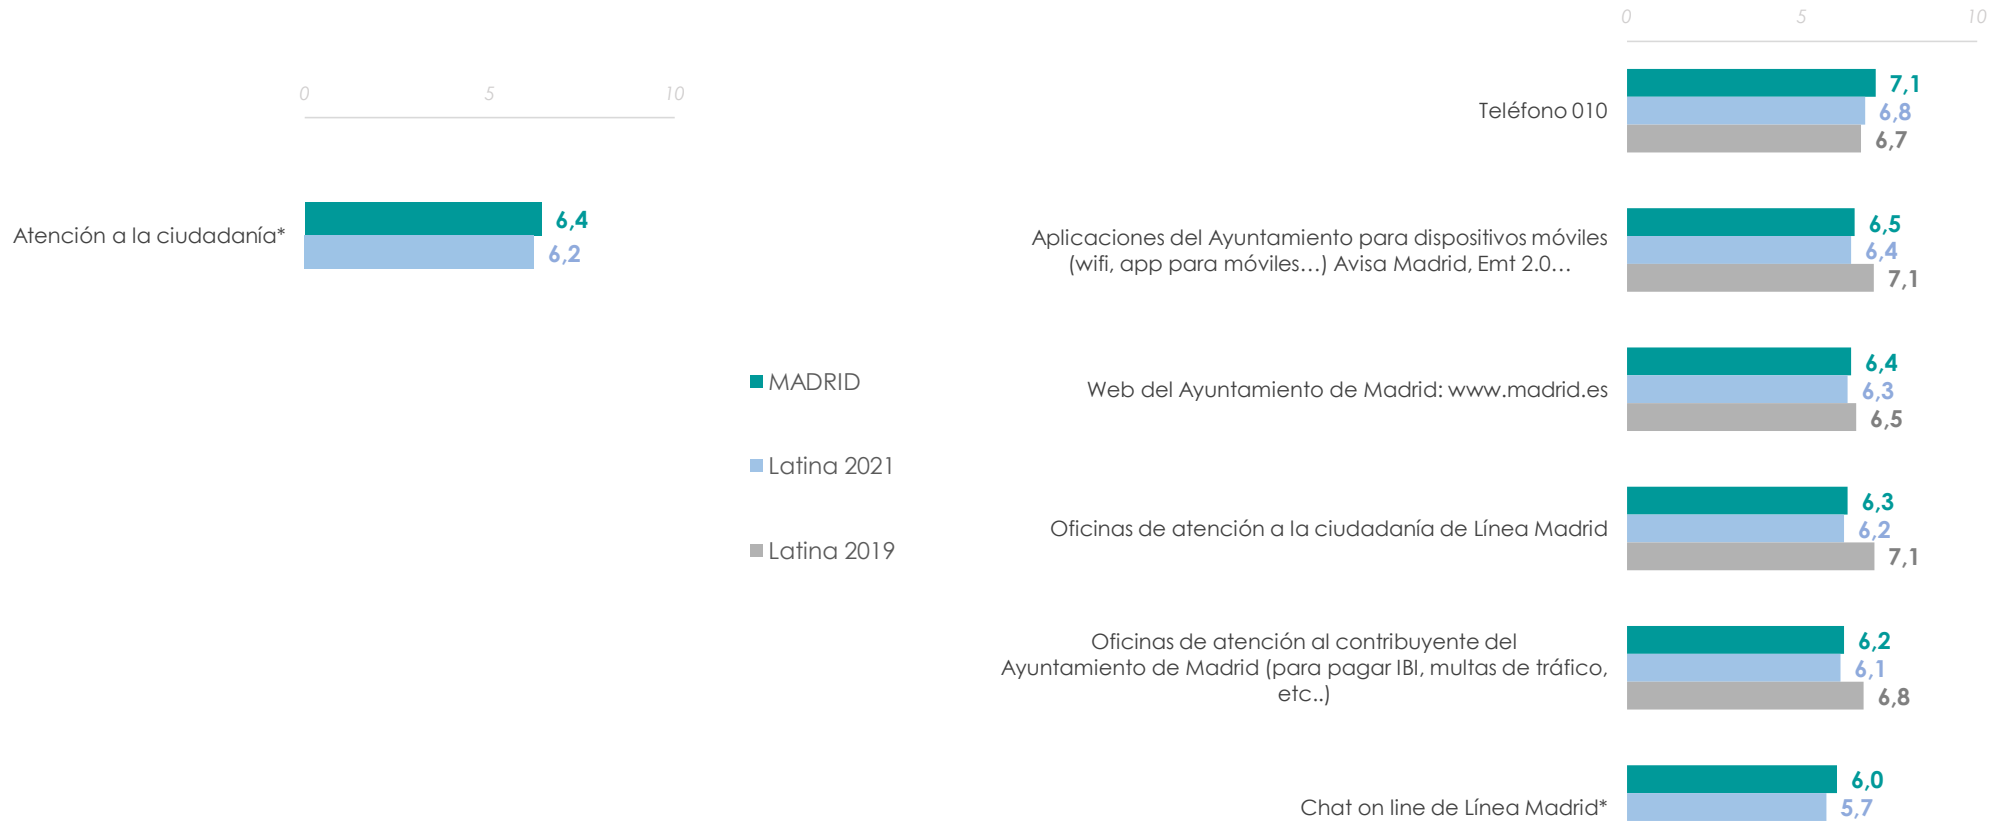 0 5 10
Atención a la ciudadanía*
6,4
6,2
MADRID
Latina 2021
Latina 2019
0 5 10
Teléfono 010
7,1
6,8
6,7
Aplicaciones del Ayuntamiento para dispositivos móviles
(wifi, app para móviles…) Avisa Madrid, Emt 2.0…
6,5
6,4
7,1
Web del Ayuntamiento de Madrid: www.madrid.es
6,4
6,3
6,5
Oficinas de atención a la ciudadanía de Línea Madrid
6,3
6,2
7,1
Oficinas de atención al contribuyente del
Ayuntamiento de Madrid (para pagar IBI, multas de tráfico,
etc..)
6,2
6,1
6,8
Chat on line de Línea Madrid*
6,0
5,7